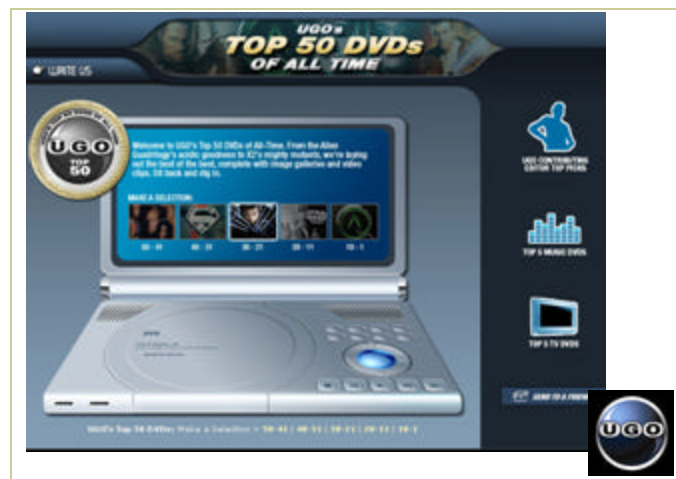 UGO's
TOP 50 DVDs
OF ALL TIME
WRITE US
UGO
TOP
50
Welcome to UGO's Top 50 DVDs of All-Time. From the Alien
Quadrilogy's acidic goodness to X2's mighty mutants, we're laying
out the best of the best, complete with image galleries and video
clips. Sit back and dig in.
MAKE A SELECTION:
50 - 41
40 - 31
30 - 21
20 - 11
10 - 1
UGO CONTRIBUTING
EDITOR TOP PICKS
TOP 5 MUSIC DVDS
TOP 5 TV DVDS
SEND TO A FRIEND
UGO's Top 50 DVDs: Make a Selection > 50-41 | 40-31 | 30-21 | 20-11 | 10-1
UGO